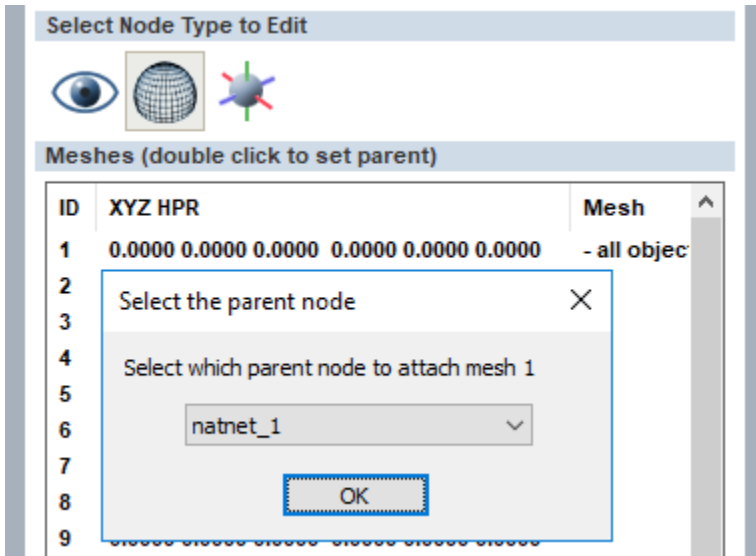 Select Node Type to Edit
Meshes (double click to set parent)
ID XYZ HPR Mesh
1 0.0000 0.0000 0.0000 0.0000 0.0000 0.0000 - all objec
2
Select the parent node
3
4 Select which parent node to attach mesh 1
5
6 natnet_1
7
8 OK
9